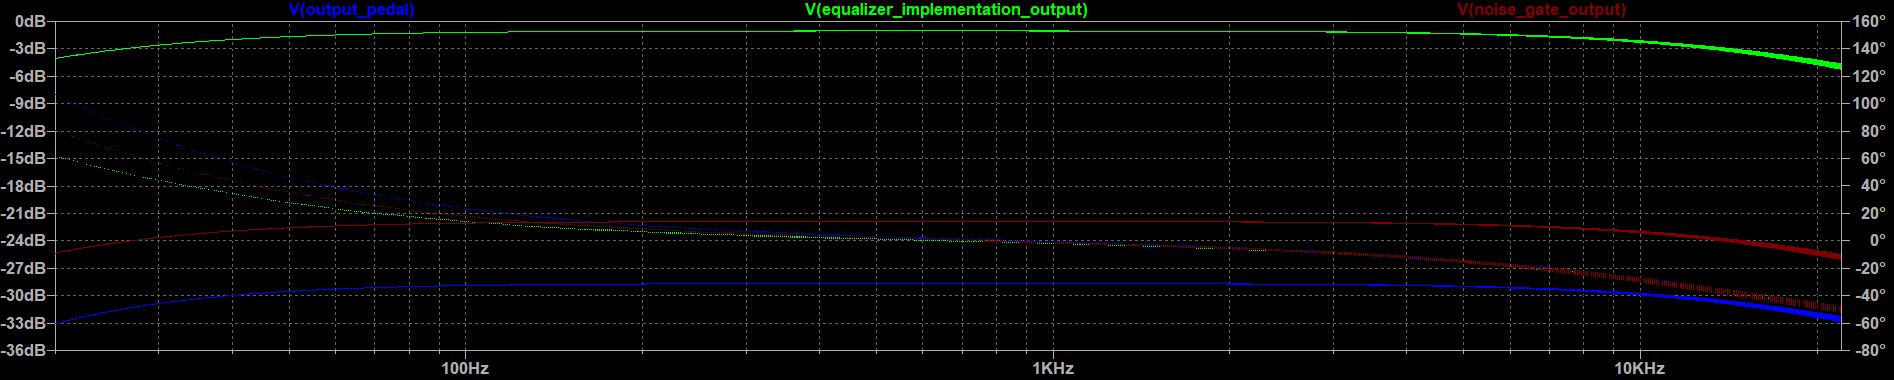 V(output_pedal) V(equalizer_implementation_output) V(noise_gate_output)
0dB 160°
-3dB 140°
-6dB 120°
-9dB 100°
-12dB 80°
-15dB 60°
-18dB 40°
-21dB 20°
-24dB 0°
-27dB -20°
-30dB -40°
-33dB -60°
-36dB -80°
100Hz 1KHz 10KHz